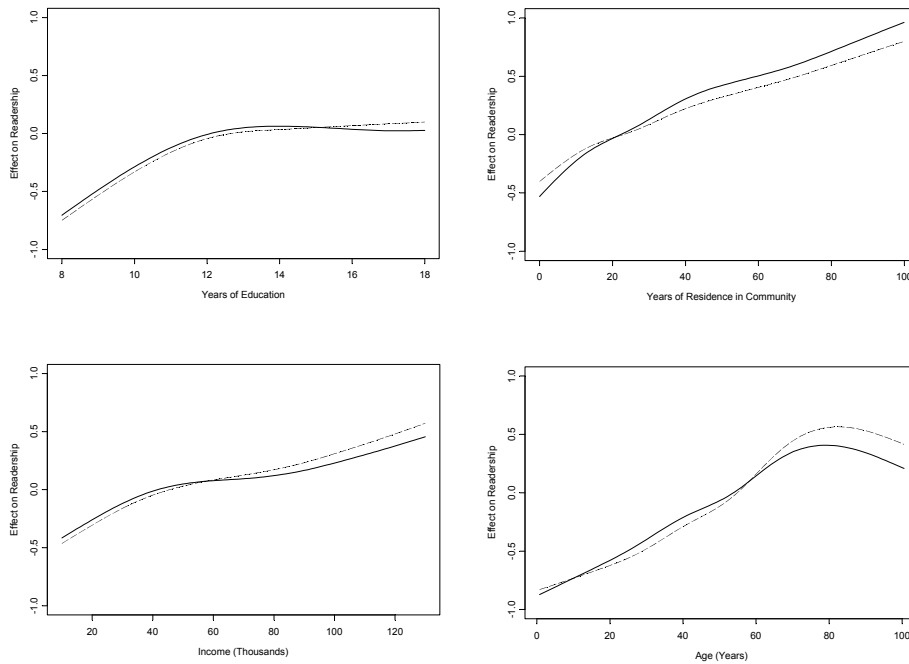 1.0
0.5
0.0
-0.5
-1.0
Effect on Readership
8 10 12 14 16 18
Years of Education
1.0
0.5
0.0
-0.5
-1.0
Effect on Readership
0 20 40 60 80 100
Years of Residence in Community
1.0
0.5
0.0
-0.5
-1.0
Effect on Readership
20 40 60 80 100 120
Income (Thousands)
1.0
0.5
0.0
-0.5
-1.0
Effect on Readership
0 20 40 60 80 100
Age (Years)